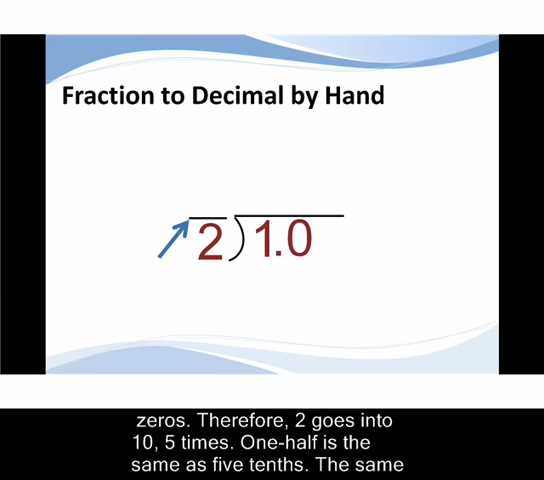 Fraction to Decimal by Hand
2)1.0
zeros. Therefore, 2 goes into
10, 5 times. One-half is the
same as five tenths. The same